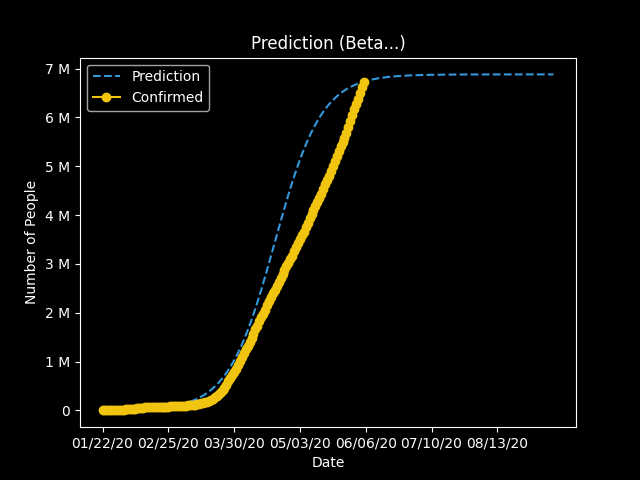 Prediction (Beta...)
Prediction
Confirmed
7 M
6 M
5 M
4 M
3 M
2 M
1 M
0
Number of People
01/22/20 02/25/20 03/30/20 05/03/20 06/06/20 07/10/20 08/13/20
Date